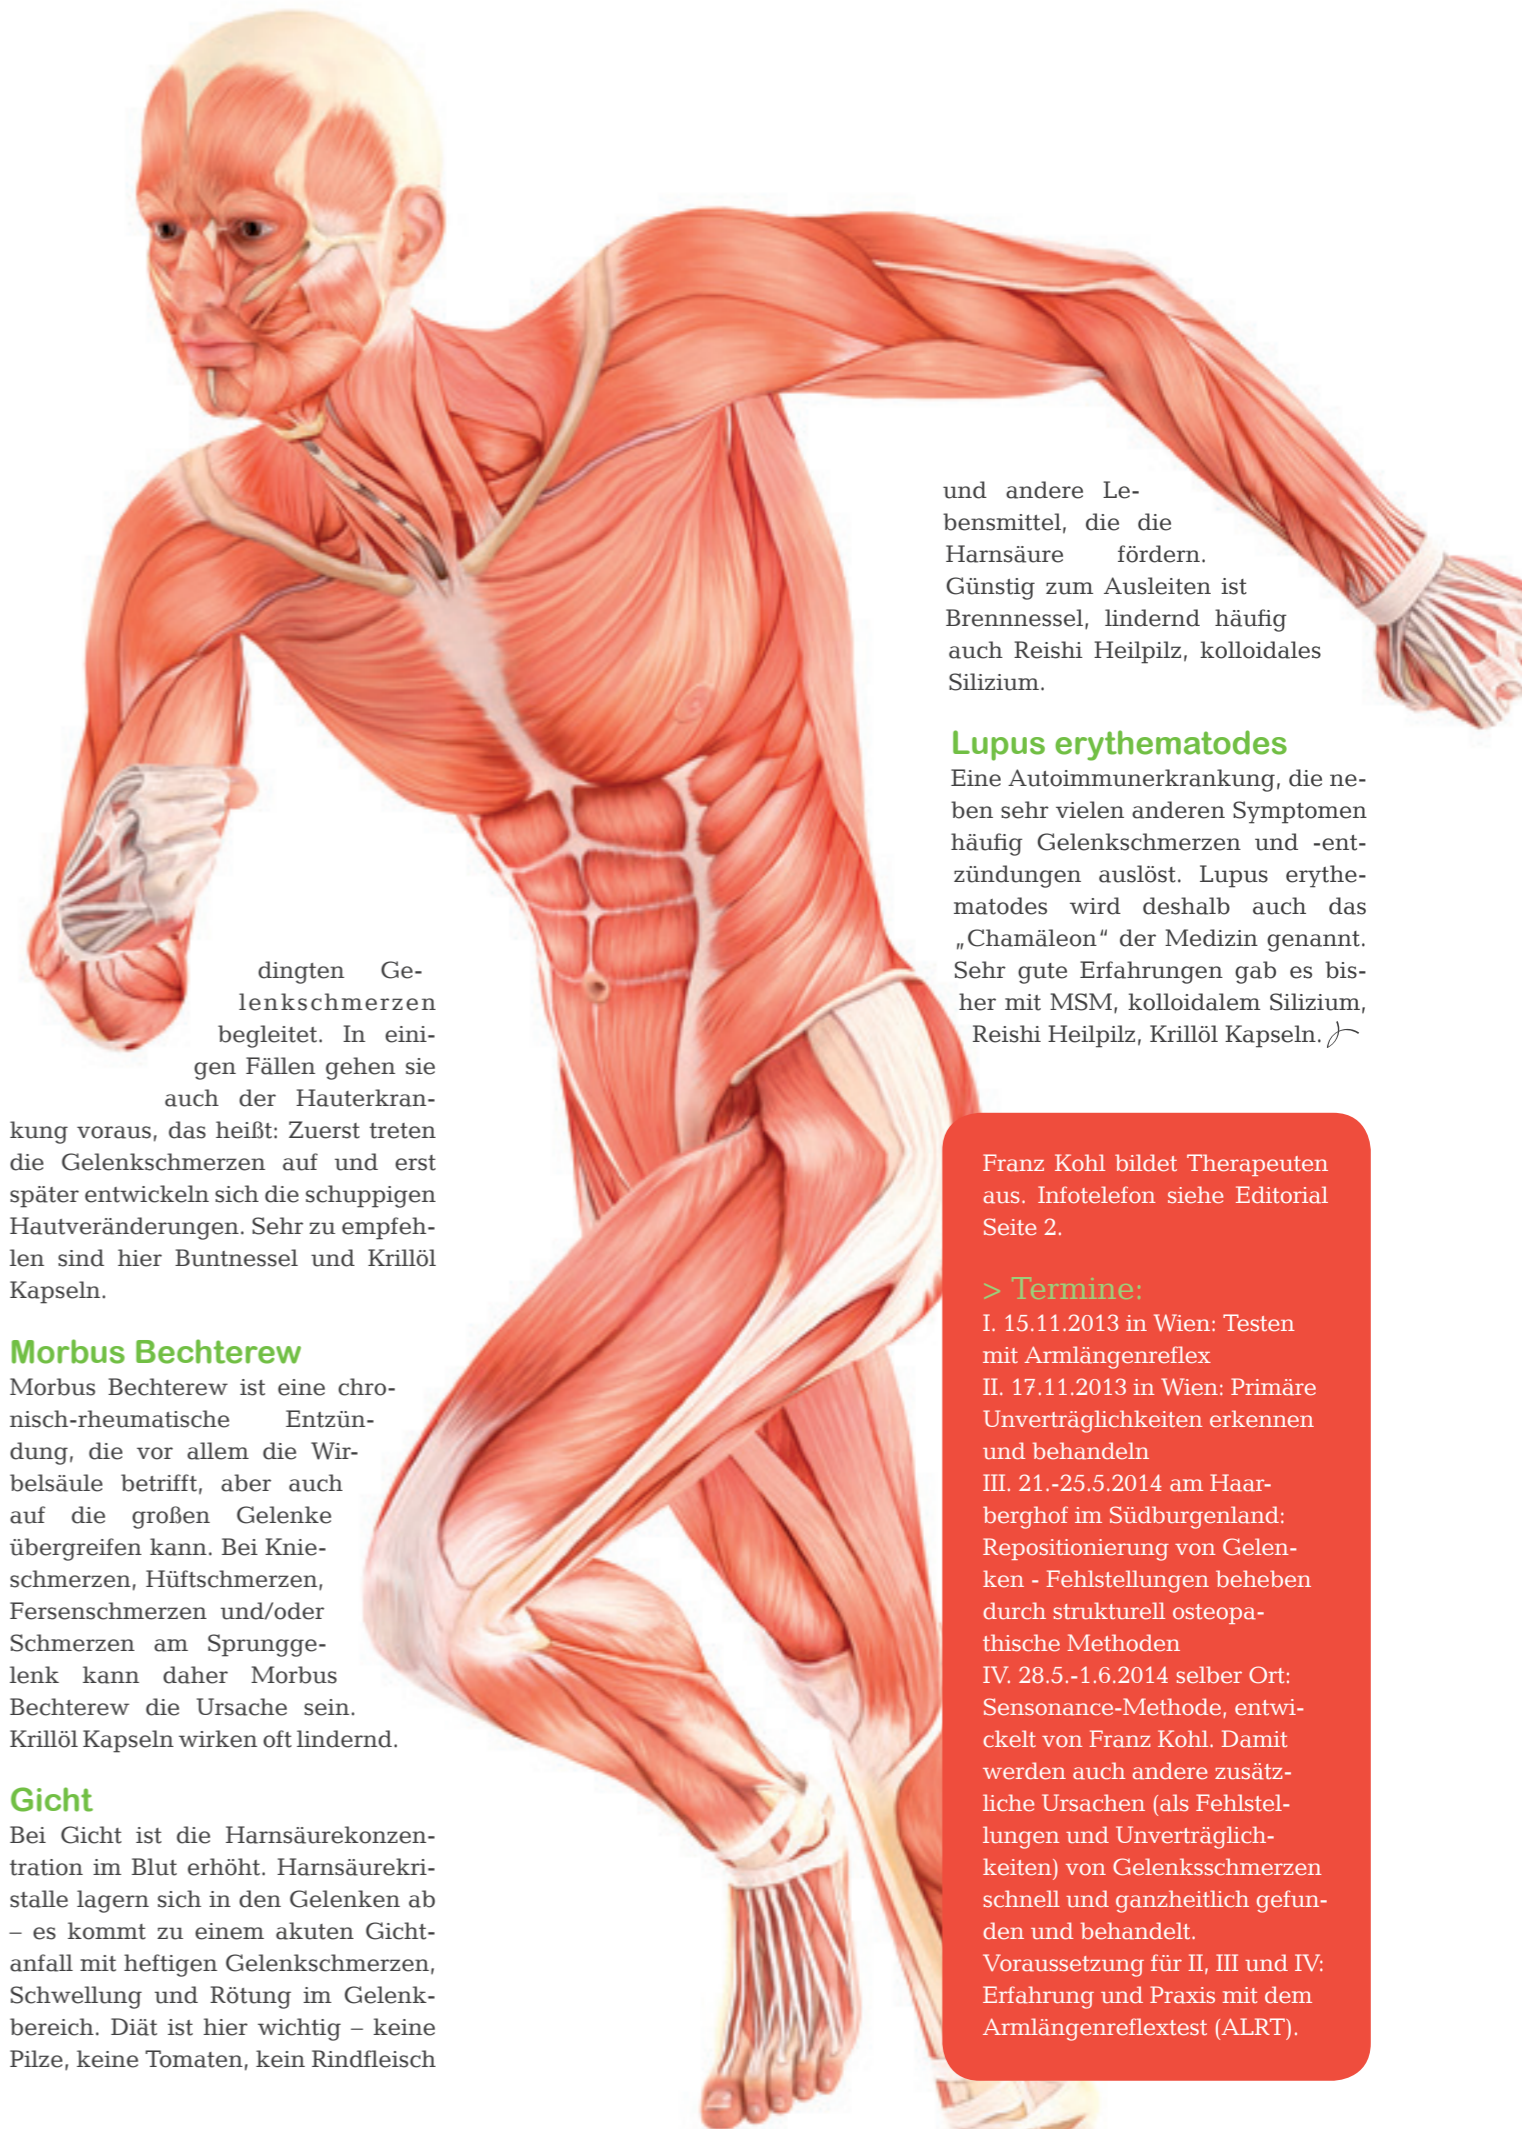 dingten Ge-
lenkschmerzen
begleitet. In eini-
gen Fällen gehen sie
auch der Hauterkran-
kung voraus, das heißt: Zuerst treten
die Gelenkschmerzen auf und erst
später entwickeln sich die schuppigen
Hautveränderungen. Sehr zu empfeh-
len sind hier Buntnessel und Krillöl
Kapseln.
Morbus Bechterew
Morbus Bechterew ist eine chro-
nisch-rheumatische Entzün-
dung, die vor allem die Wir-
belsäule betrifft, aber auch
auf die großen Gelenke
übergreifen kann. Bei Knie-
schmerzen, Hüftschmerzen,
Fersenschmerzen und/oder
Schmerzen am Sprungge-
lenk kann daher Morbus
Bechterew die Ursache sein.
Krillöl Kapseln wirken oft lindernd.
Gicht
Bei Gicht ist die Harnsäurekonzen-
tration im Blut erhöht. Harnsäurekri-
stalle lagern sich in den Gelenken ab
– es kommt zu einem akuten Gicht-
anfall mit heftigen Gelenkschmerzen,
Schwellung und Rötung im Gelenk-
bereich. Diät ist hier wichtig – keine
Pilze, keine Tomaten, kein Rindfleisch
und andere Le-
bensmittel, die die
Harnsäure fördern.
Günstig zum Ausleiten ist
Brennnessel, lindernd häufig
auch Reishi Heilpilz, kolloidales
Silizium.
Lupus erythematodes
Eine Autoimmunerkrankung, die ne-
ben sehr vielen anderen Symptomen
häufig Gelenkschmerzen und -ent-
zündungen auslöst. Lupus erythe-
matodes wird deshalb auch das
„Chamäleon“ der Medizin genannt.
Sehr gute Erfahrungen gab es bis-
her mit MSM, kolloidalem Silizium,
Reishi Heilpilz, Krillöl Kapseln.
Franz Kohl bildet Therapeuten
aus. Infotelefon siehe Editorial
Seite 2.
> Termine:
I. 15.11.2013 in Wien: Testen
mit Armlängenreflex
II. 17.11.2013 in Wien: Primäre
Unverträglichkeiten erkennen
und behandeln
III. 21.-25.5.2014 am Haar-
berghof im Südburgenland:
Repositionierung von Gelen-
ken - Fehlstellungen beheben
durch strukturell osteopa-
thische Methoden
IV. 28.5.-1.6.2014 selber Ort:
Sensonance-Methode, entwi-
ckelt von Franz Kohl. Damit
werden auch andere zusätz-
liche Ursachen (als Fehlstel-
lungen und Unverträglich-
keiten) von Gelenksschmerzen
schnell und ganzheitlich gefun-
den und behandelt.
Voraussetzung für II, III und IV:
Erfahrung und Praxis mit dem
Armlängenreflextest (ALRT).